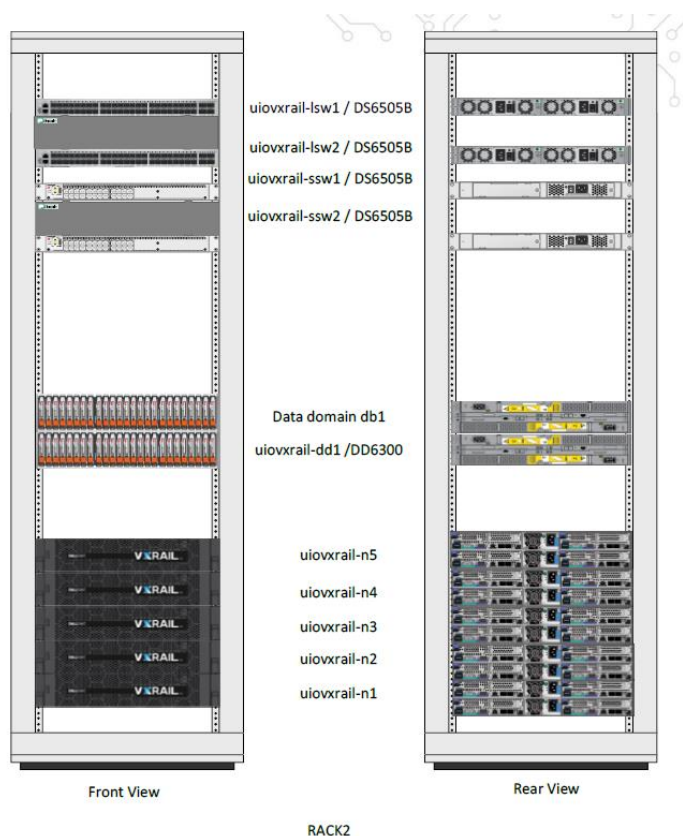 uiovxrail-lsw1 / DS6505B
uiovxrail-lsw2 / DS6505B
uiovxrail-ssw1 / DS6505B
uiovxrail-ssw2 / DS6505B
Data domain db1
uiovxrail-dd1 /DD6300
VXRAIL
uiovxrail-n5
VXRAIL
uiovxrail-n4
VXRAIL
uiovxrail-n3
VXRAIL
uiovxrail-n2
VXRAIL
uiovxrail-n1
Front View
Rear View
RACK2